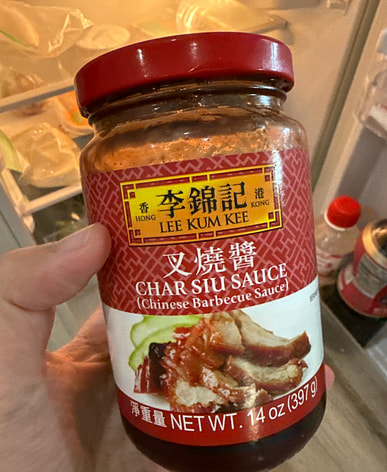 香 李錦記 港
HONG LEE KUM KEE KONG
叉燒醬
CHAR SIU SAUCE
(Chinese Barbecue Sauce)
淨重量 NET WT. 14 oz (397g)